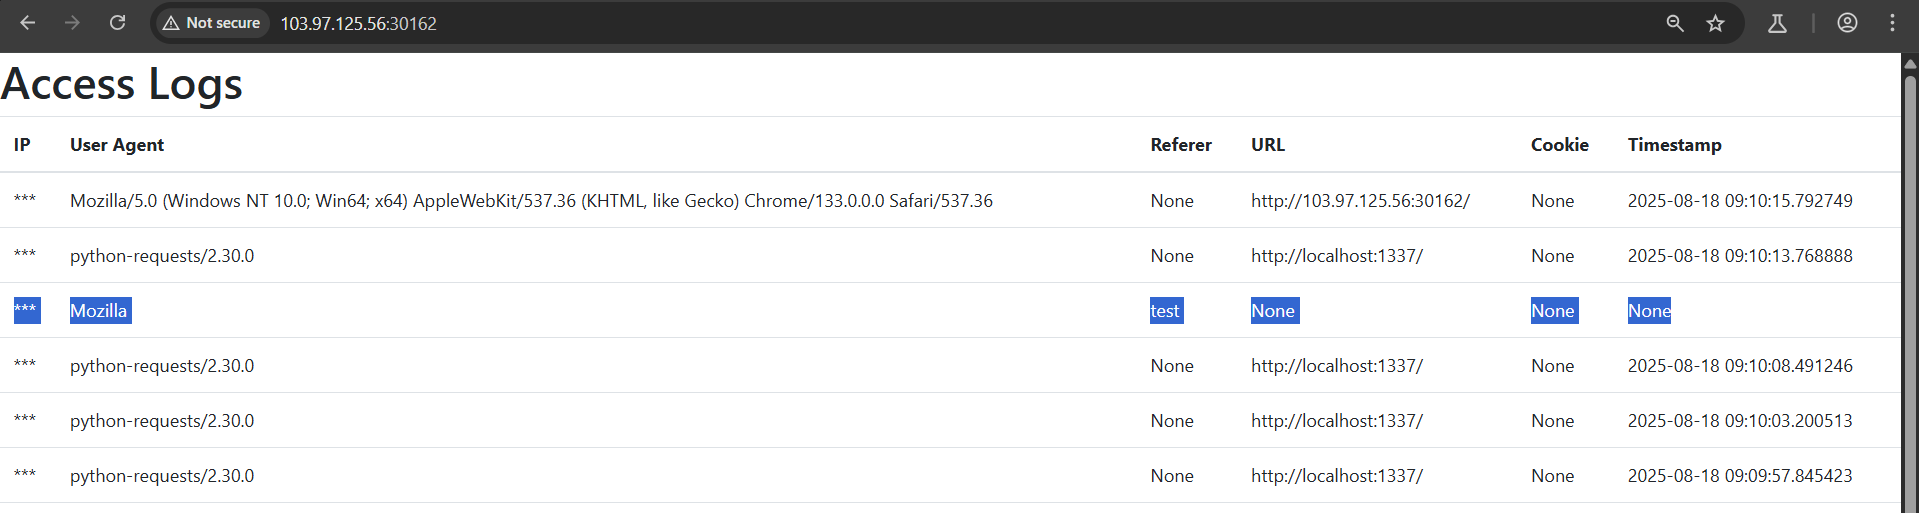 Not secure 103.97.125.56:30162
Access Logs
IP User Agent Referer URL Cookie Timestamp
*** Mozilla/5.0 (Windows NT 10.0; Win64; x64) AppleWebKit/537.36 (KHTML, like Gecko) Chrome/133.0.0.0 Safari/537.36 None http://103.97.125.56:30162/ None 2025-08-18 09:10:15.792749
*** python-requests/2.30.0 None http://localhost:1337/ None 2025-08-18 09:10:13.768888
*** Mozilla test None None None
*** python-requests/2.30.0 None http://localhost:1337/ None 2025-08-18 09:10:08.491246
*** python-requests/2.30.0 None http://localhost:1337/ None 2025-08-18 09:10:03.200513
*** python-requests/2.30.0 None http://localhost:1337/ None 2025-08-18 09:09:57.845423